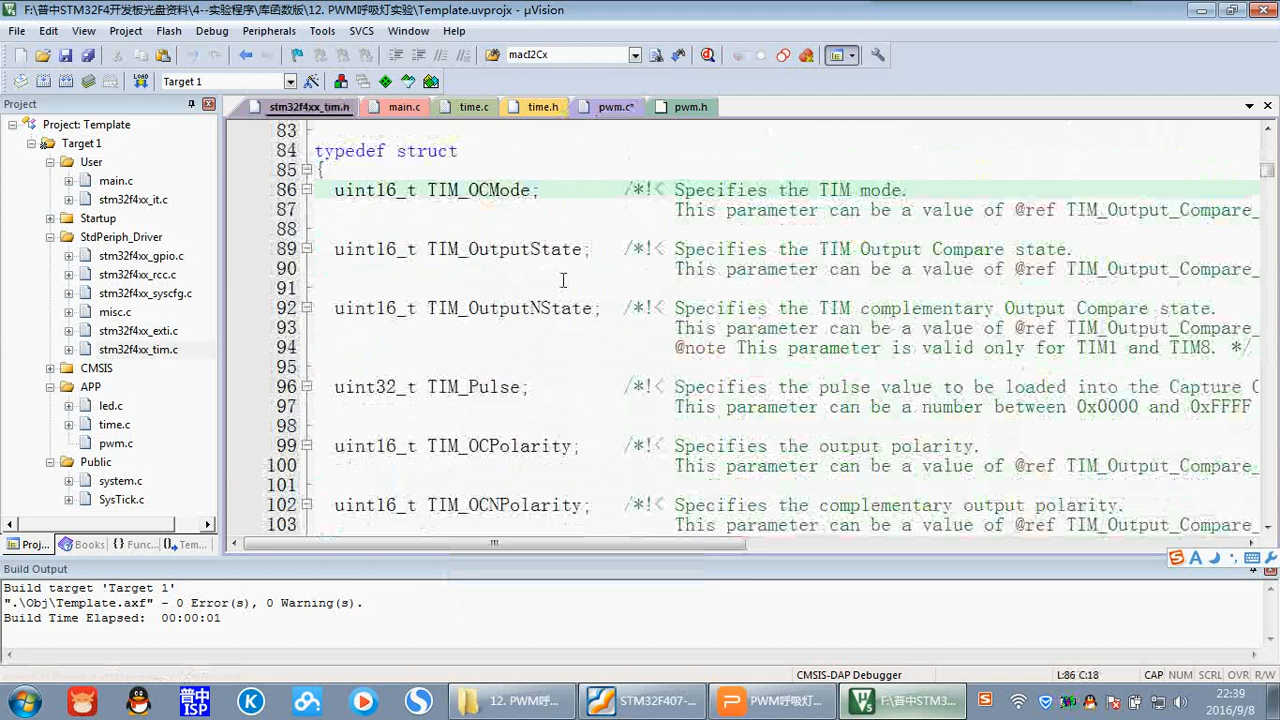 F:\普中STM32F4开发板光盘资料\4--实验程序\库函数版\12. PWM呼吸灯实验\Template.uvprojx - µVision
File Edit View Project Flash Debug Peripherals Tools SVCS Window Help
macI2Cx
LOAD Target 1
Project
stm32f4xx_tim.h main.c time.c time.h pwm.c* pwm.h
Project: Template
Target 1
User
main.c
stm32f4xx_it.c
Startup
StdPeriph_Driver
stm32f4xx_gpio.c
stm32f4xx_rcc.c
stm32f4xx_syscfg.c
misc.c
stm32f4xx_exti.c
stm32f4xx_tim.c
CMSIS
APP
led.c
time.c
pwm.c
Public
system.c
SysTick.c
Proj... Books {} Func... Tem...
83
84 typedef struct
85 {
86 uint16_t TIM_OCMode; /*!< Specifies the TIM mode.
87 This parameter can be a value of @ref TIM_Output_Compare_
88
89 uint16_t TIM_OutputState; /*!< Specifies the TIM Output Compare state.
90 This parameter can be a value of @ref TIM_Output_Compare_
91
92 uint16_t TIM_OutputNState; /*!< Specifies the TIM complementary Output Compare state.
93 This parameter can be a value of @ref TIM_Output_Compare_
94 @note This parameter is valid only for TIM1 and TIM8. */
95
96 uint32_t TIM_Pulse; /*!< Specifies the pulse value to be loaded into the Capture C
97 This parameter can be a number between 0x0000 and 0xFFFF
98
99 uint16_t TIM_OCPolarity; /*!< Specifies the output polarity.
100 This parameter can be a value of @ref TIM_Output_Compare_
101
102 uint16_t TIM_OCNPolarity; /*!< Specifies the complementary output polarity.
103 This parameter can be a value of @ref TIM_Output_Compare_
Build Output
Build target 'Target 1'
".\Obj\Template.axf" - 0 Error(s), 0 Warning(s).
Build Time Elapsed: 00:00:01
CMSIS-DAP Debugger L:86 C:18 CAP NUM SCRL OVR R/W
普中 ISP
12. PWM呼... STM32F407-... PWM呼吸灯... F:\普中STM3...
22:39
2016/9/8